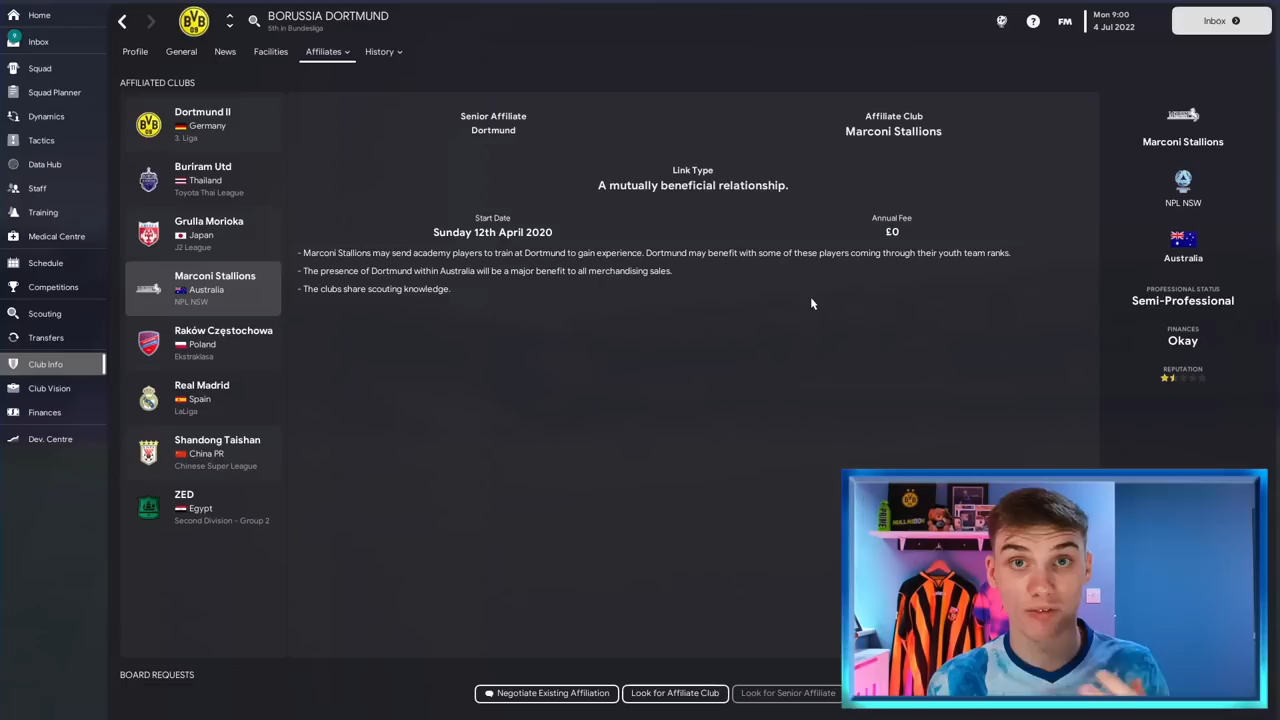 Home
BORUSSIA DORTMUND
5th in Bundesliga
FM
Mon 9:00
4 Jul 2022
Inbox
9
Inbox
Profile
General
News
Facilities
Affiliates
History
Squad
Squad Planner
Dynamics
Tactics
Data Hub
Staff
Training
Medical Centre
Schedule
Competitions
Scouting
Transfers
Club Info
Club Vision
Finances
Dev. Centre
AFFILIATED CLUBS
Dortmund II
Germany
3. Liga
Buriram Utd
Thailand
Toyota Thai League
Grulla Morioka
Japan
J2 League
Marconi Stallions
Australia
NPL NSW
Raków Częstochowa
Poland
Ekstraklasa
Real Madrid
Spain
LaLiga
Shandong Taishan
China PR
Chinese Super League
ZED
Egypt
Second Division - Group 2
Senior Affiliate
Dortmund
Affiliate Club
Marconi Stallions
Link Type
A mutually beneficial relationship.
Start Date
Sunday 12th April 2020
Annual Fee
£0
- Marconi Stallions may send academy players to train at Dortmund to gain experience. Dortmund may benefit with some of these players coming through their youth team ranks.
- The presence of Dortmund within Australia will be a major benefit to all merchandising sales.
- The clubs share scouting knowledge.
Marconi Stallions
NPL NSW
Australia
PROFESSIONAL STATUS
Semi-Professional
FINANCES
Okay
REPUTATION
BOARD REQUESTS
Negotiate Existing Affiliation
Look for Affiliate Club
Look for Senior Affiliate
BVB
09
PRIME